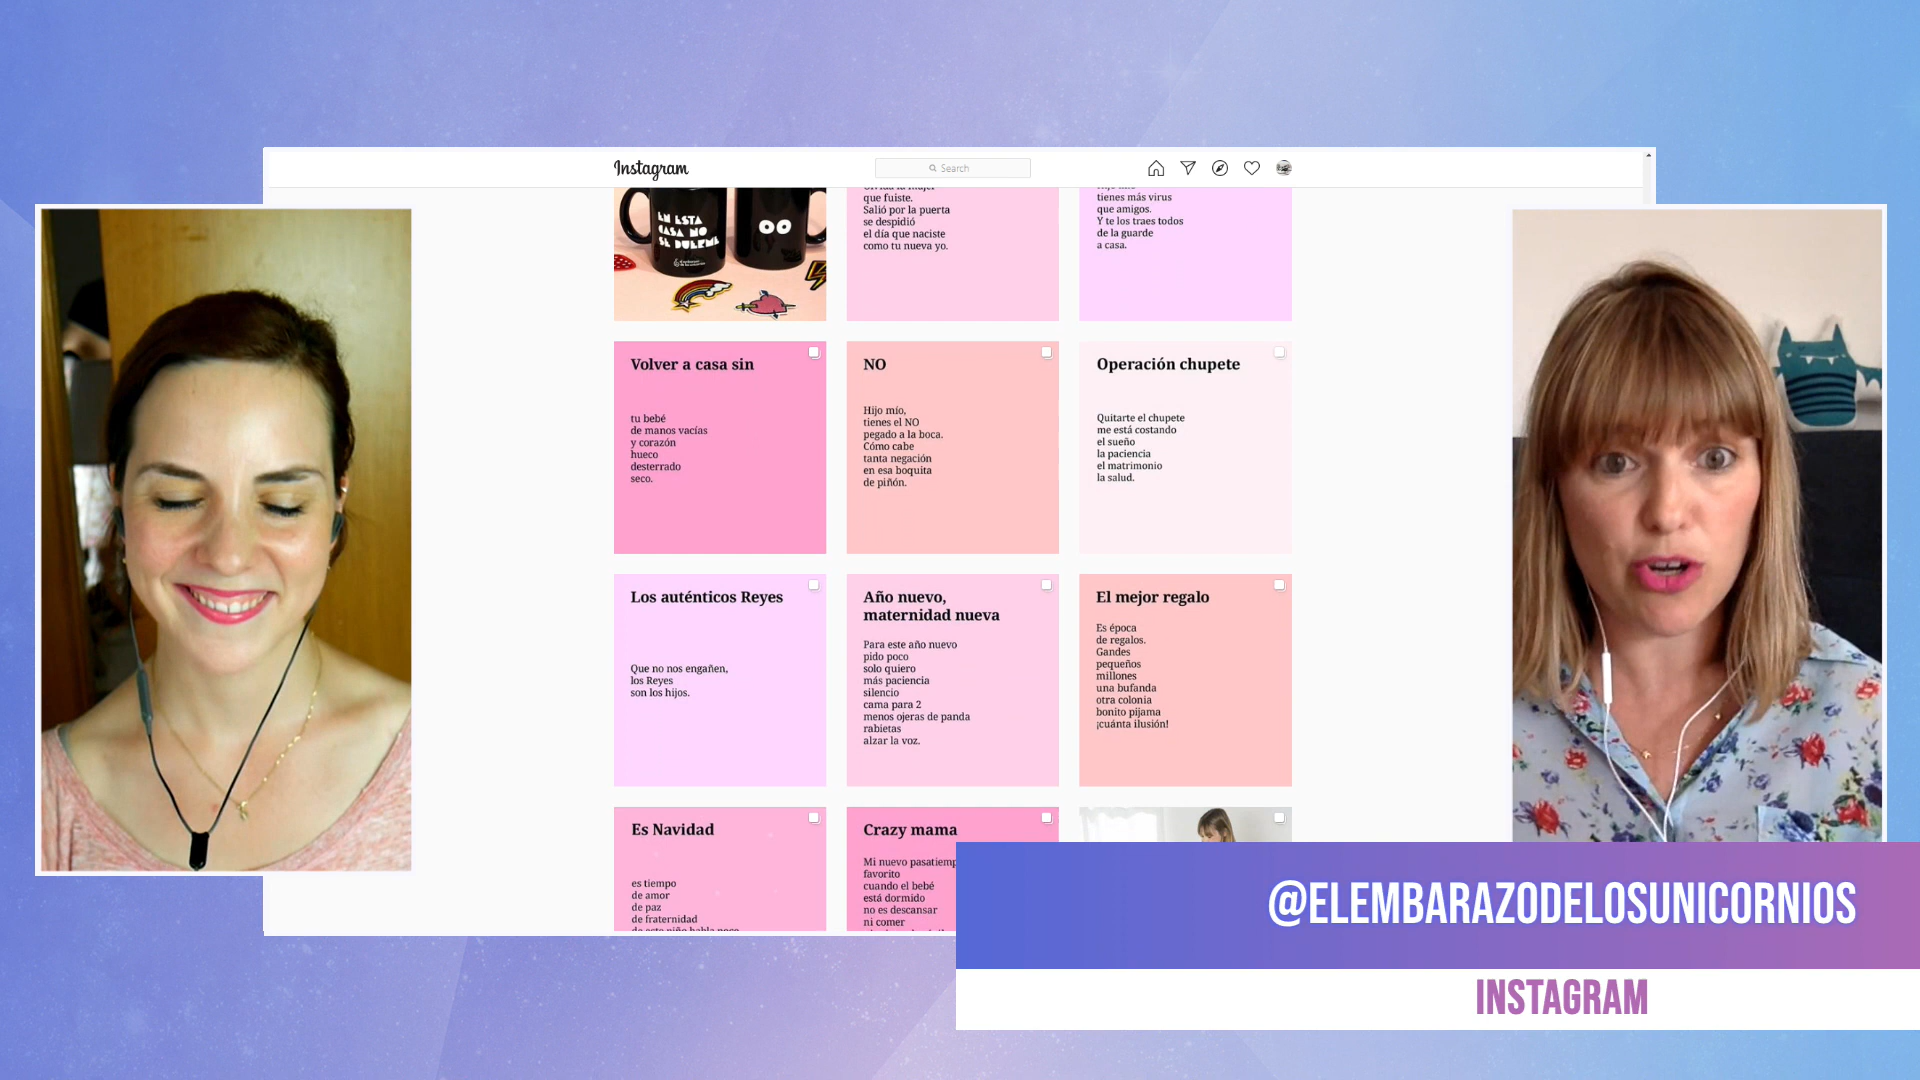 Instagram
Search
EN ESTA
CASA NO
SE DUERME
que fuiste.
Salió por la puerta
se despidió
el día que naciste
como tu nueva yo.
tienes más virus
que amigos.
Y te los traes todos
de la guarde
a casa.
Volver a casa sin
tu bebé
de manos vacías
y corazón
hueco
desterrado
seco.
NO
Hijo mío,
tienes el NO
pegado a la boca.
Cómo cabe
tanta negación
en esa boquita
de piñón.
Operación chupete
Quitarte el chupete
me está costando
el sueño
la paciencia
el matrimonio
la salud.
Los auténticos Reyes
Que no nos engañen,
los Reyes
son los hijos.
Año nuevo,
maternidad nueva
Para este año nuevo
pido poco
solo quiero
más paciencia
silencio
cama para 2
menos ojeras de panda
rabietas
alzar la voz.
El mejor regalo
Es época
de regalos.
Gandes
pequeños
millones
una bufanda
otra colonia
bonito pijama
¡cuánta ilusión!
Es Navidad
es tiempo
de amor
de paz
de fraternidad
Crazy mama
Mi nuevo pasatiemp
favorito
cuando el bebé
está dormido
no es descansar
ni comer
@ELEMBARAZODELOSUNICORNIOS
INSTAGRAM